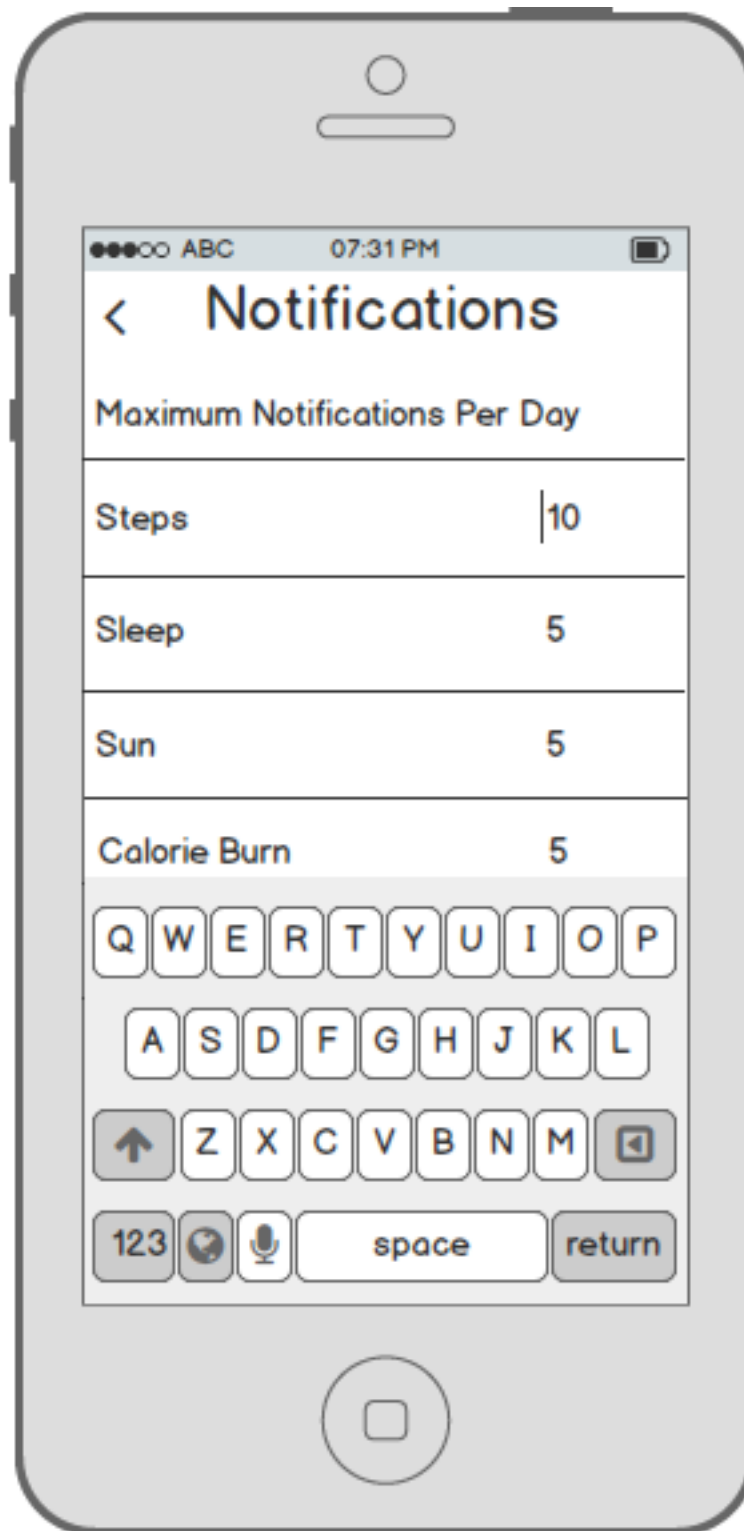 ABC 07:31 PM
< Notifications
Maximum Notifications Per Day
Steps 10
Sleep 5
Sun 5
Calorie Burn 5
Q W E R T Y U I O P
A S D F G H J K L
Z X C V B N M
123 space return